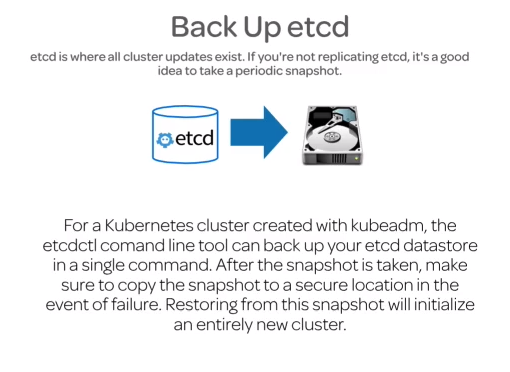 Back Up etcd
etcd is where all cluster updates exist. If you're not replicating etcd, it's a good
idea to take a periodic snapshot.
etcd
For a Kubernetes cluster created with kubeadm, the
etcdctl comand line tool can back up your etcd datastore
in a single command. After the snapshot is taken, make
sure to copy the snapshot to a secure location in the
event of failure. Restoring from this snapshot will initialize
an entirely new cluster.